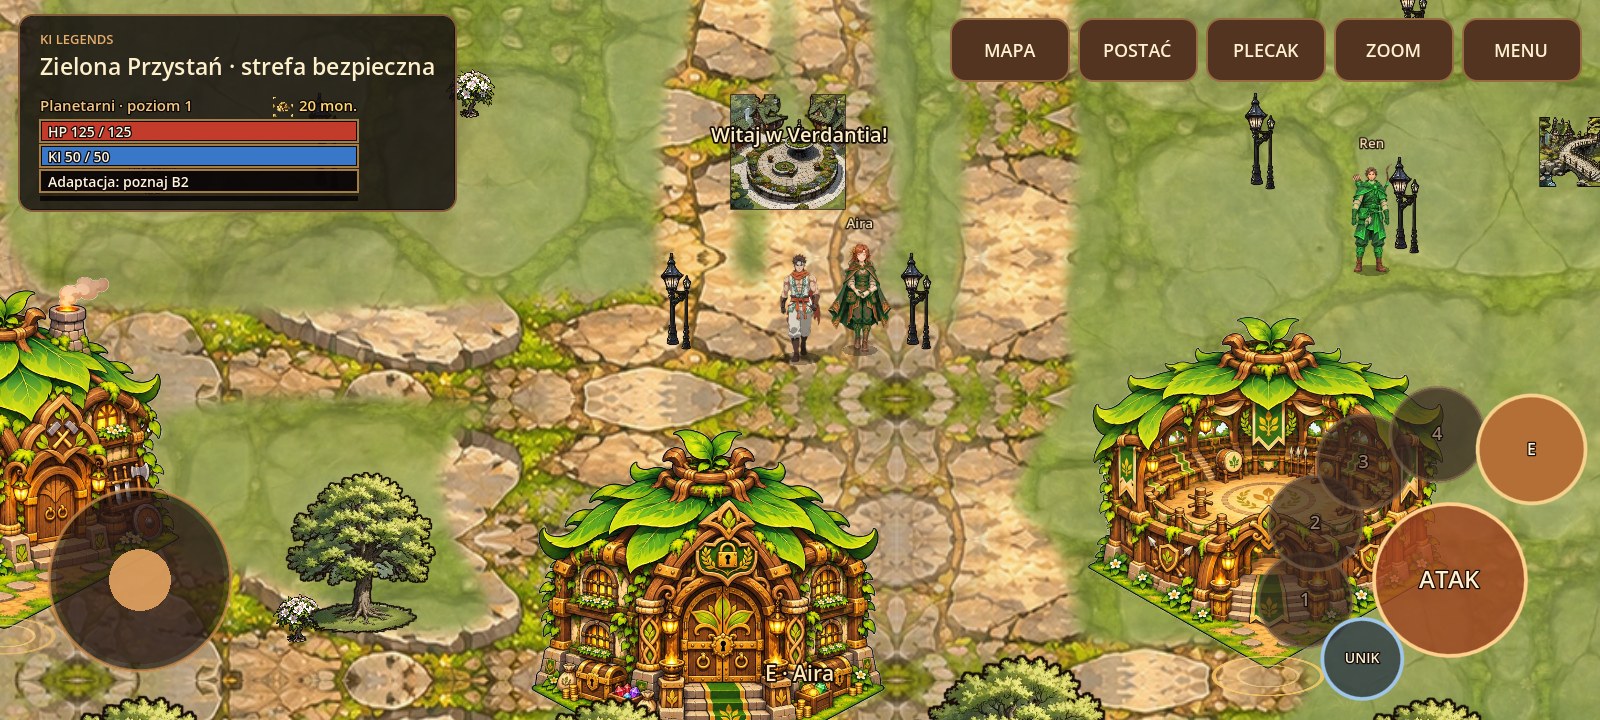 KI LEGENDS
Zielona Przystań · strefa bezpieczna
Planetarni · poziom 1
20 mon.
HP 125 / 125
KI 50 / 50
Adaptacja: poznaj B2
MAPA
POSTAĆ
PLECAK
ZOOM
MENU
Witaj w Verdantia!
Ren
Aira
4
E
3
2
ATAK
1
UNIK
E · Aira